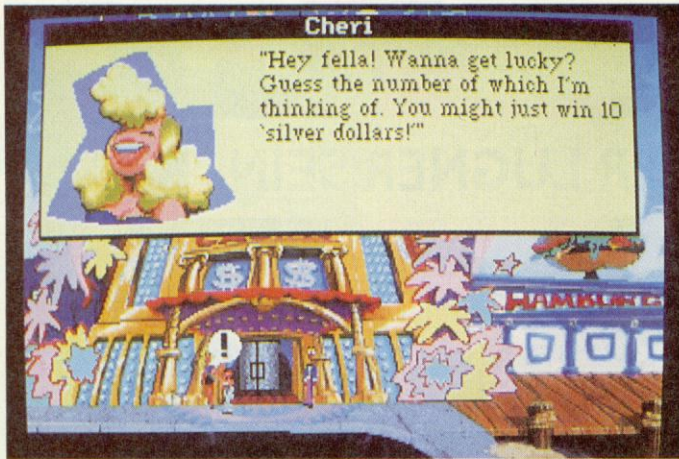 Cheri
"Hey fella! Wanna get lucky?
Guess the number of which I'm
thinking of. You might just win 10
`silver dollars!'"
$ $
HAMBURGE
!